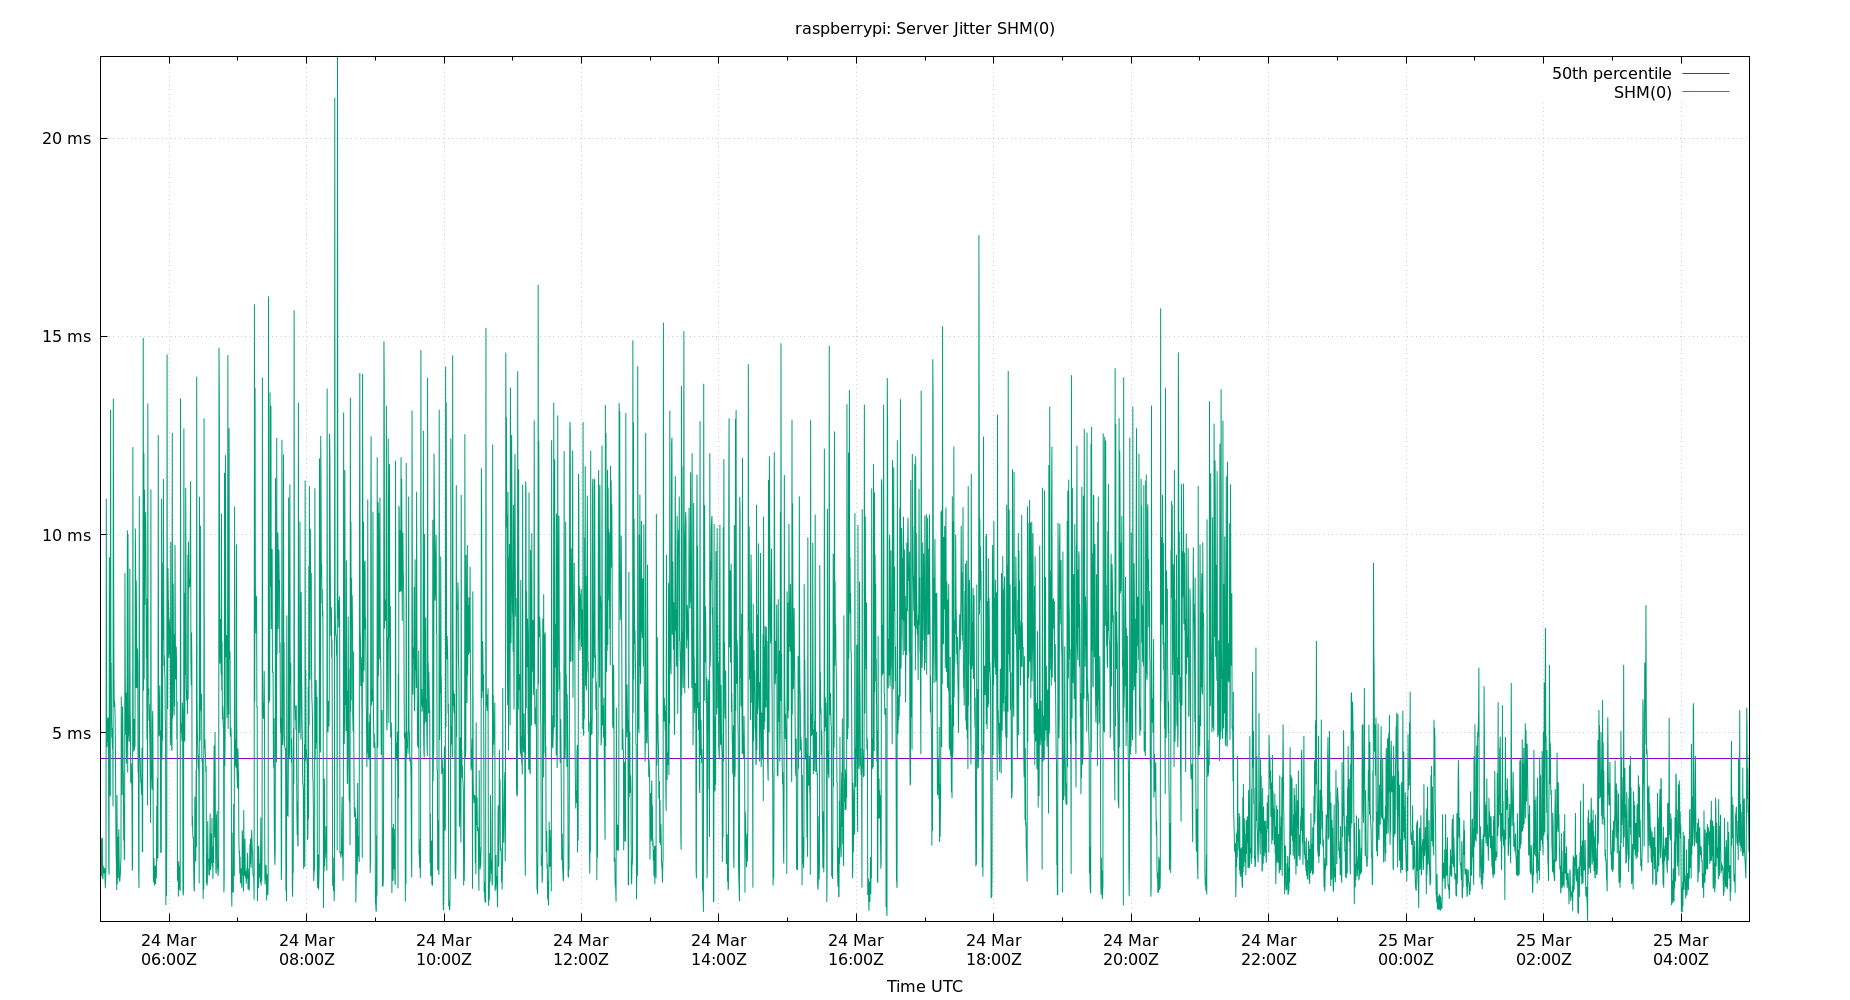 raspberrypi: Server Jitter SHM(0)
50th percentile
SHM(0)
20 ms
15 ms
10 ms
5 ms
24 Mar 24 Mar 24 Mar 24 Mar 24 Mar 24 Mar 24 Mar 24 Mar 24 Mar 25 Mar 25 Mar 25 Mar
06:00Z 08:00Z 10:00Z 12:00Z 14:00Z 16:00Z 18:00Z 20:00Z 22:00Z 00:00Z 02:00Z 04:00Z
Time UTC